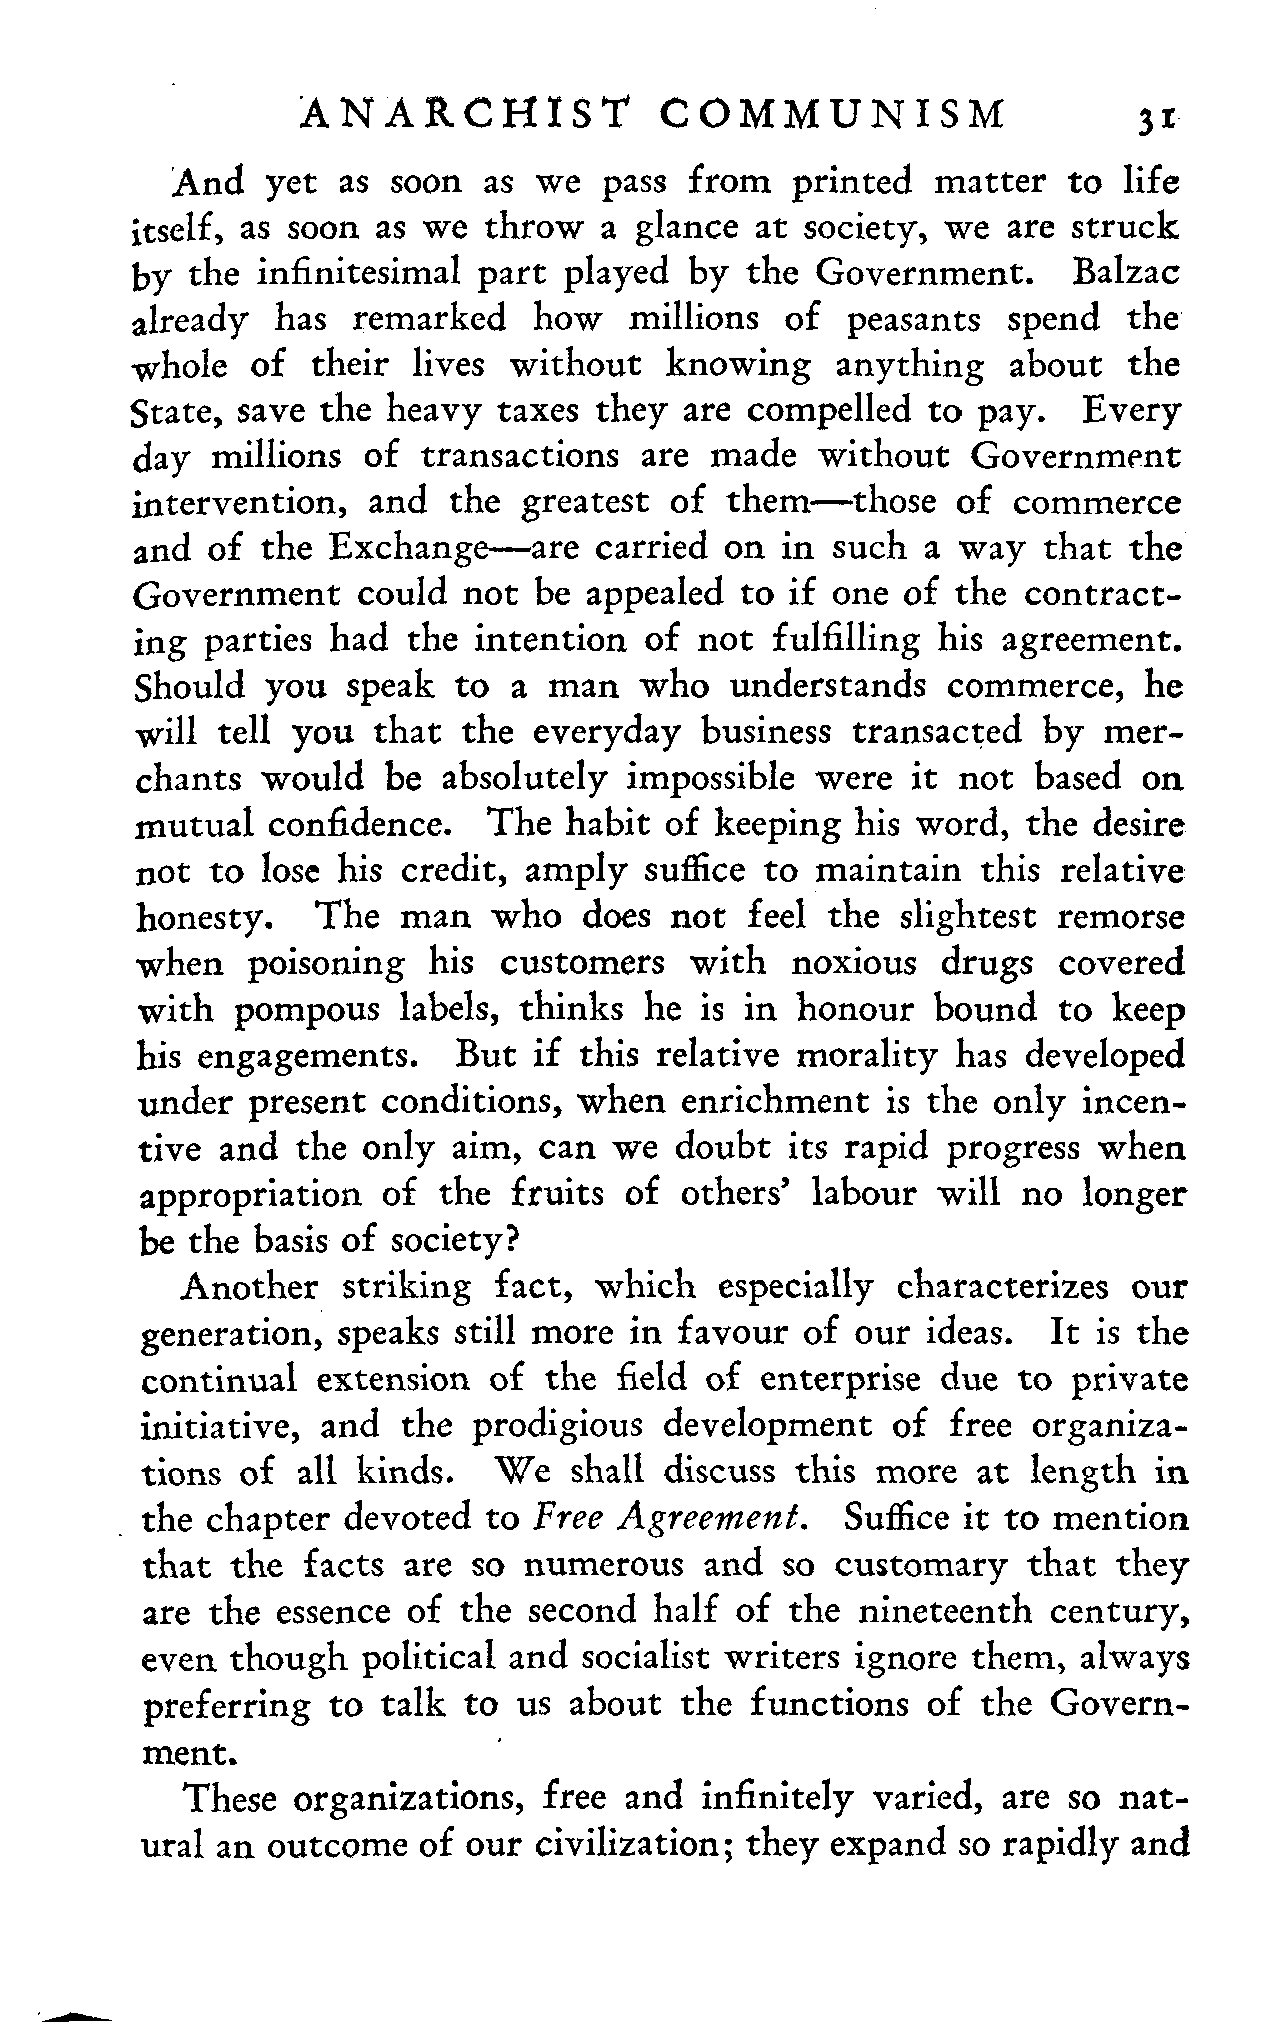 ANARCHIST COMMUNISM 31
And yet as soon as we pass from printed matter to life
itself, as soon as we throw a glance at society, we are struck
by the infinitesimal part played by the Government. Balzac
already has remarked how millions of peasants spend the
whole of their lives without knowing anything about the
State, save the heavy taxes they are compelled to pay. Every
day millions of transactions are made without Government
intervention, and the greatest of them—those of commerce
and of the Exchange—are carried on in such a way that the
Government could not be appealed to if one of the contract-
ing parties had the intention of not fulfilling his agreement.
Should you speak to a man who understands commerce, he
will tell you that the everyday business transacted by mer-
chants would be absolutely impossible were it not based on
mutual confidence. The habit of keeping his word, the desire
not to lose his credit, amply suffice to maintain this relative
honesty. The man who does not feel the slightest remorse
when poisoning his customers with noxious drugs covered
with pompous labels, thinks he is in honour bound to keep
his engagements. But if this relative morality has developed
under present conditions, when enrichment is the only incen-
tive and the only aim, can we doubt its rapid progress when
appropriation of the fruits of others' labour will no longer
be the basis of society?
Another striking fact, which especially characterizes our
generation, speaks still more in favour of our ideas. It is the
continual extension of the field of enterprise due to private
initiative, and the prodigious development of free organiza-
tions of all kinds. We shall discuss this more at length in
the chapter devoted to Free Agreement. Suffice it to mention
that the facts are so numerous and so customary that they
are the essence of the second half of the nineteenth century,
even though political and socialist writers ignore them, always
preferring to talk to us about the functions of the Govern-
ment.
These organizations, free and infinitely varied, are so nat-
ural an outcome of our civilization; they expand so rapidly and